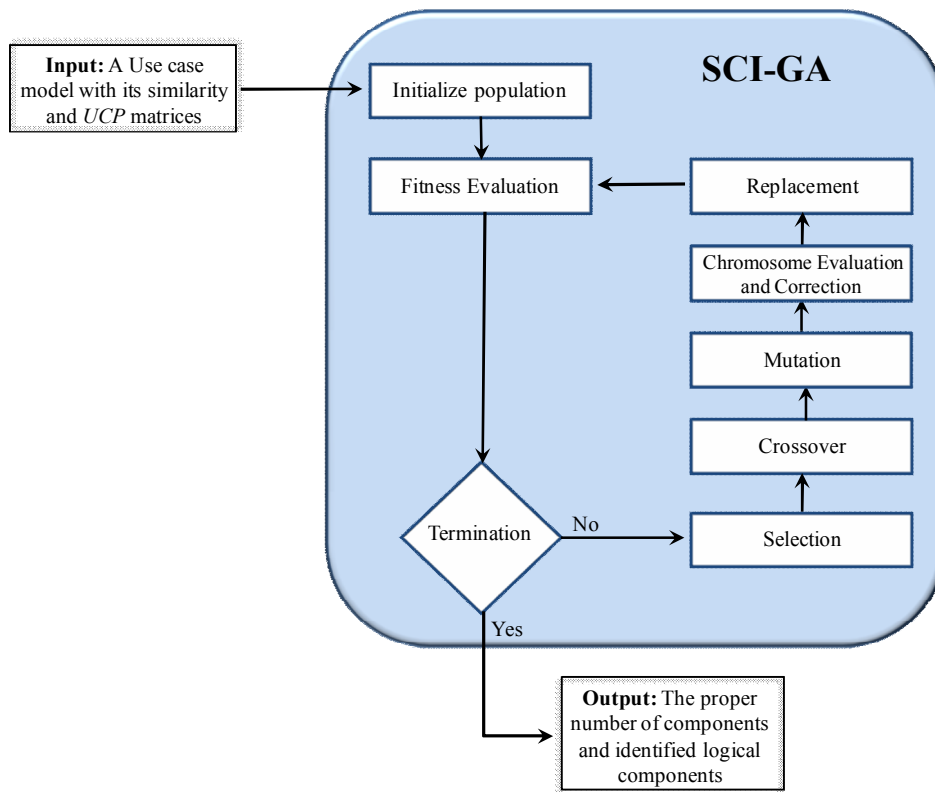 SCI-GA
Input: A Use case
model with its similarity
and UCP matrices
Initialize population
Fitness Evaluation
Replacement
Chromosome Evaluation
and Correction
Mutation
Crossover
Termination
No
Selection
Yes
Output: The proper
number of components
and identified logical
components